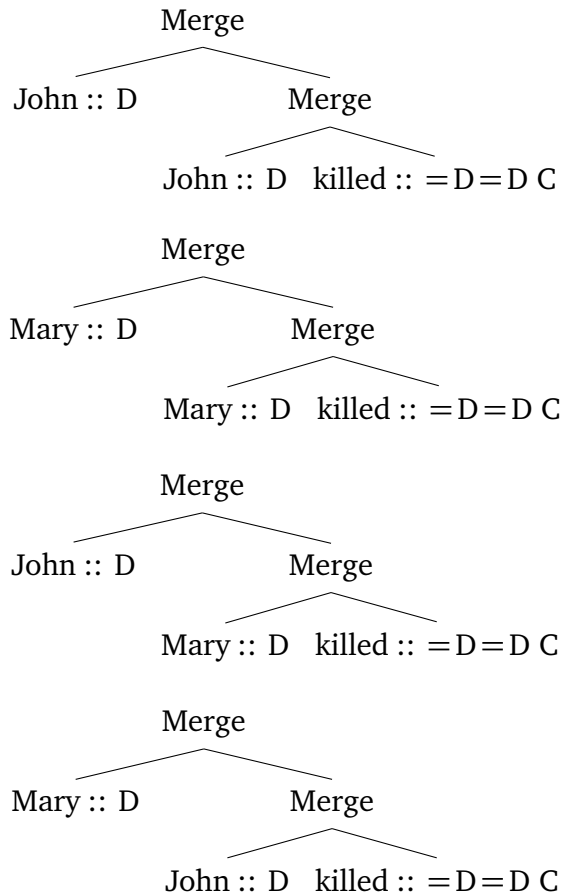 Merge
John :: D Merge
John :: D killed :: =D=D C
Merge
Mary :: D Merge
Mary :: D killed :: =D=D C
Merge
John :: D Merge
Mary :: D killed :: =D=D C
Merge
Mary :: D Merge
John :: D killed :: =D=D C